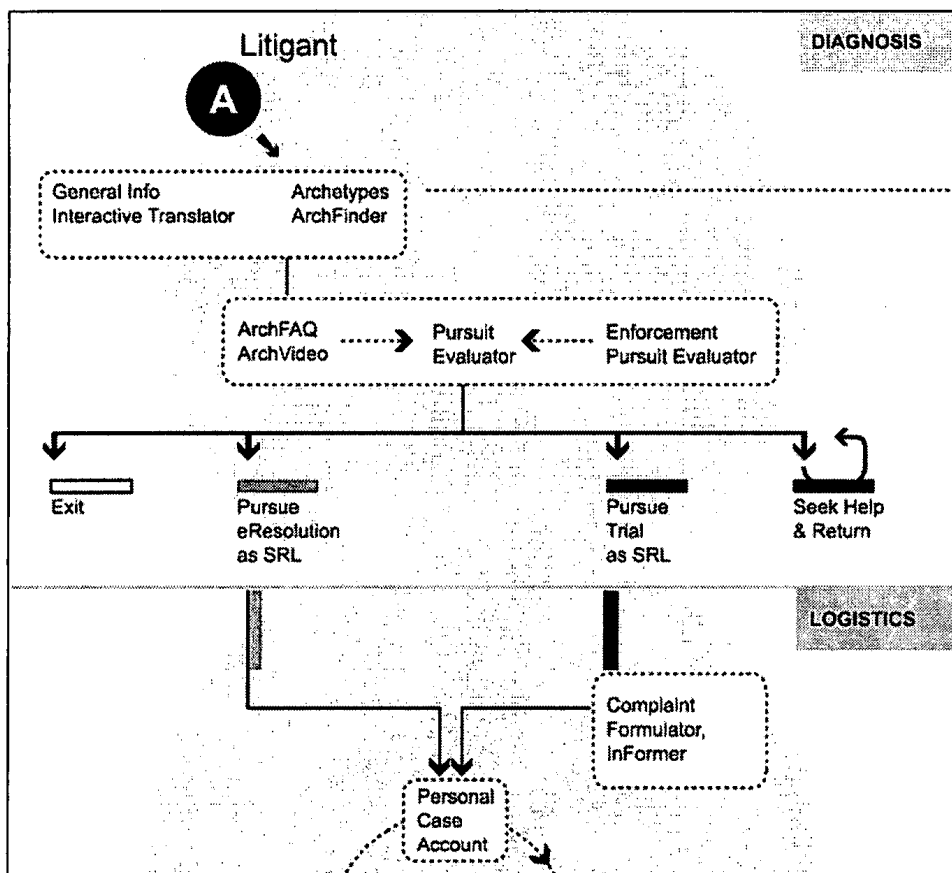 Litigant
DIAGNOSIS
A
General Info
Interactive Translator
Archetypes
ArchFinder
ArchFAQ
ArchVideo
Pursuit
Evaluator
Enforcement
Pursuit Evaluator
Exit
Pursue
eResolution
as SRL
Pursue
Trial
as SRL
Seek Help
& Return
LOGISTICS
Complaint
Formulator,
InFormer
Personal
Case
Account